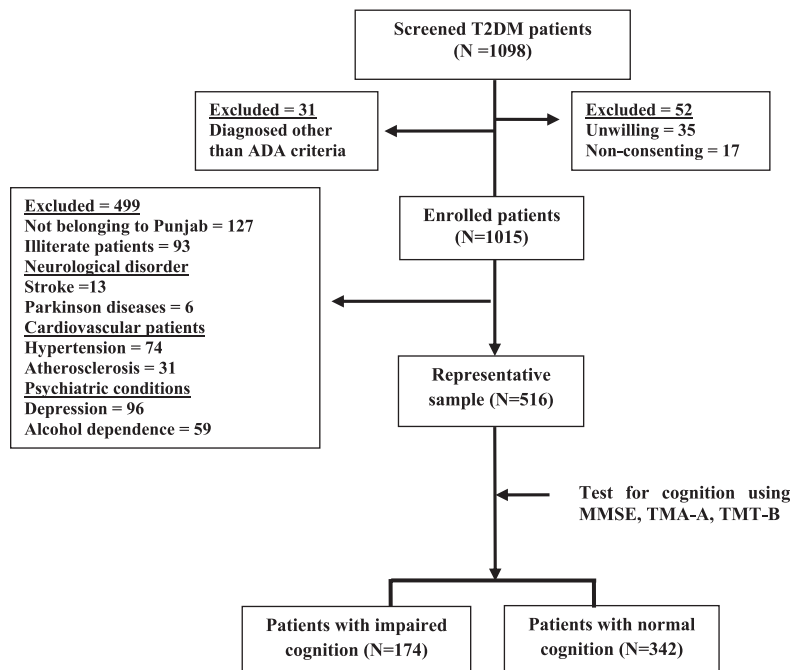 Screened T2DM patients
(N =1098)
Excluded = 31
Diagnosed other
than ADA criteria
Excluded = 52
Unwilling = 35
Non-consenting = 17
Enrolled patients
(N=1015)
Excluded = 499
Not belonging to Punjab = 127
Illiterate patients = 93
Neurological disorder
Stroke =13
Parkinson diseases = 6
Cardiovascular patients
Hypertension = 74
Atherosclerosis = 31
Psychiatric conditions
Depression = 96
Alcohol dependence = 59
Representative
sample (N=516)
Test for cognition using
MMSE, TMA-A, TMT-B
Patients with impaired
cognition (N=174)
Patients with normal
cognition (N=342)